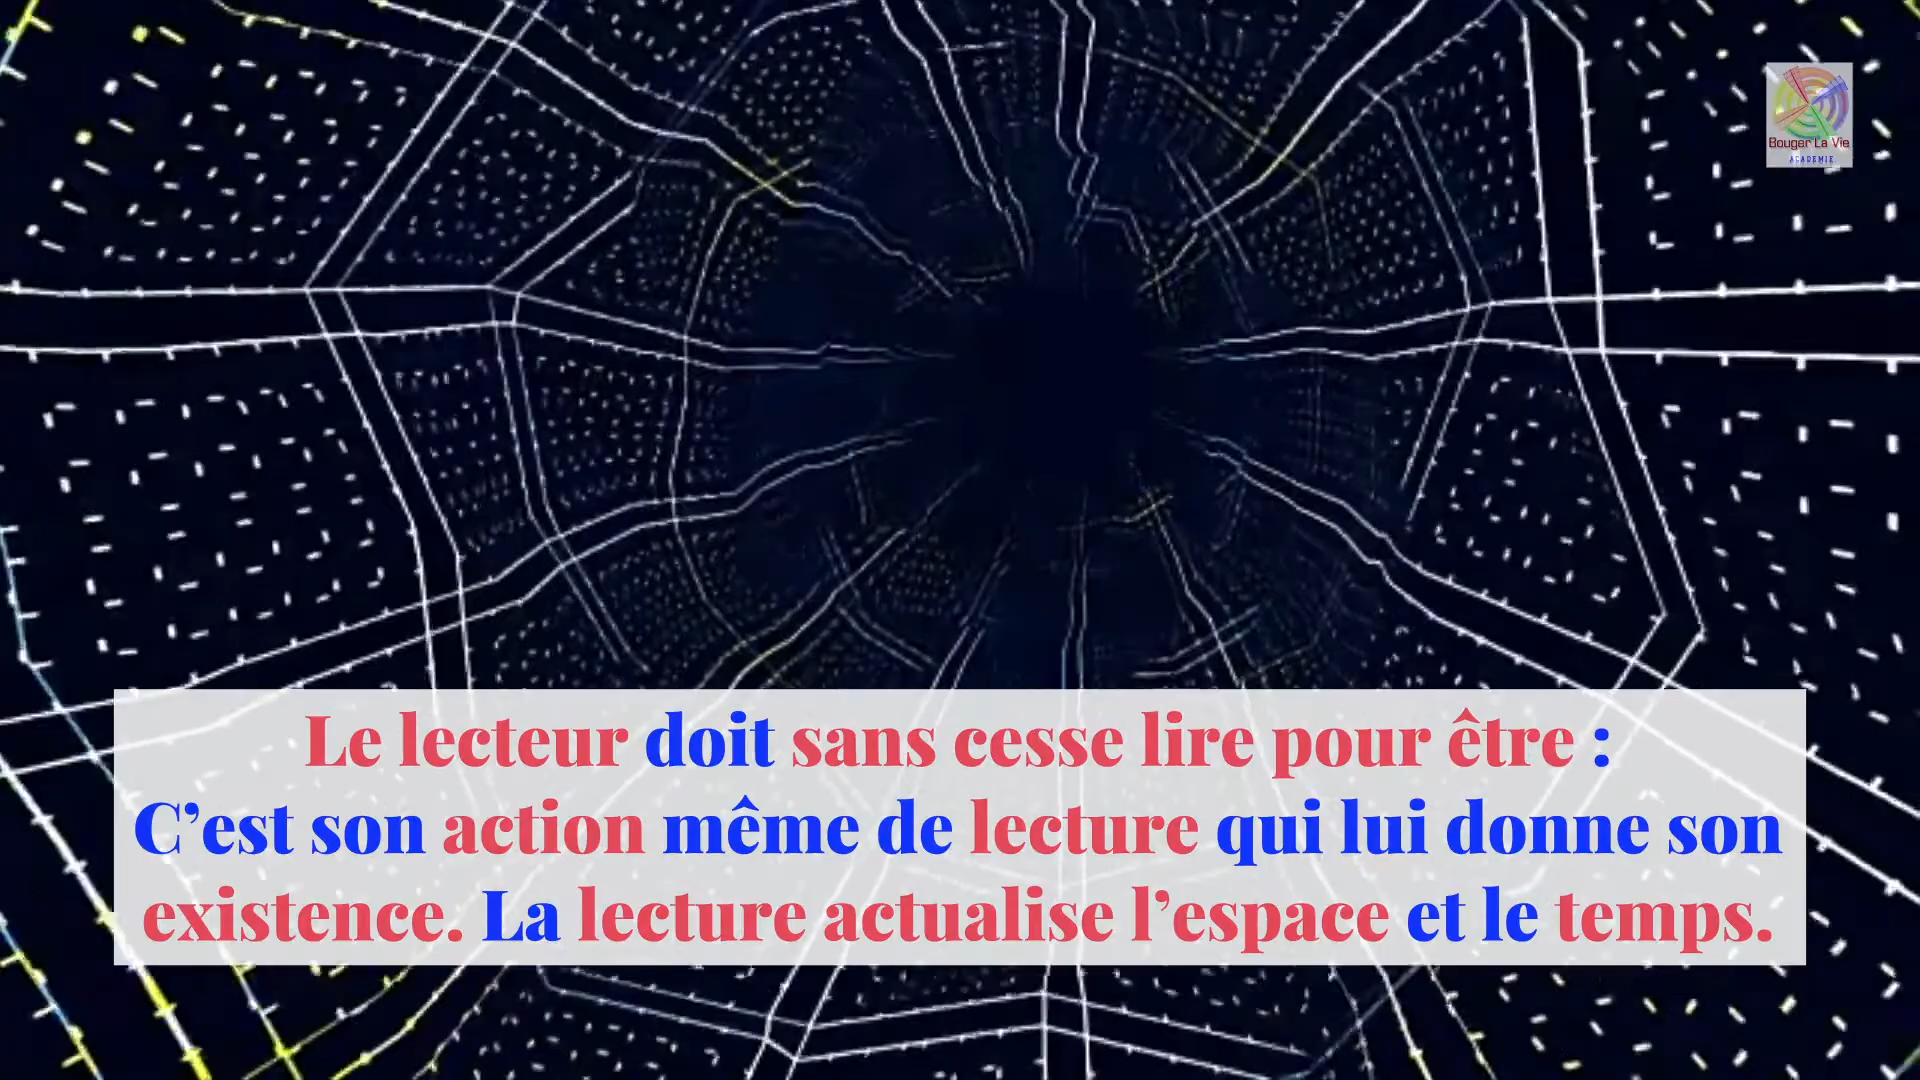 Bouger La Vie
ACADEMIE
Le lecteur doit sans cesse lire pour être :
C’est son action même de lecture qui lui donne son
existence. La lecture actualise l’espace et le temps.